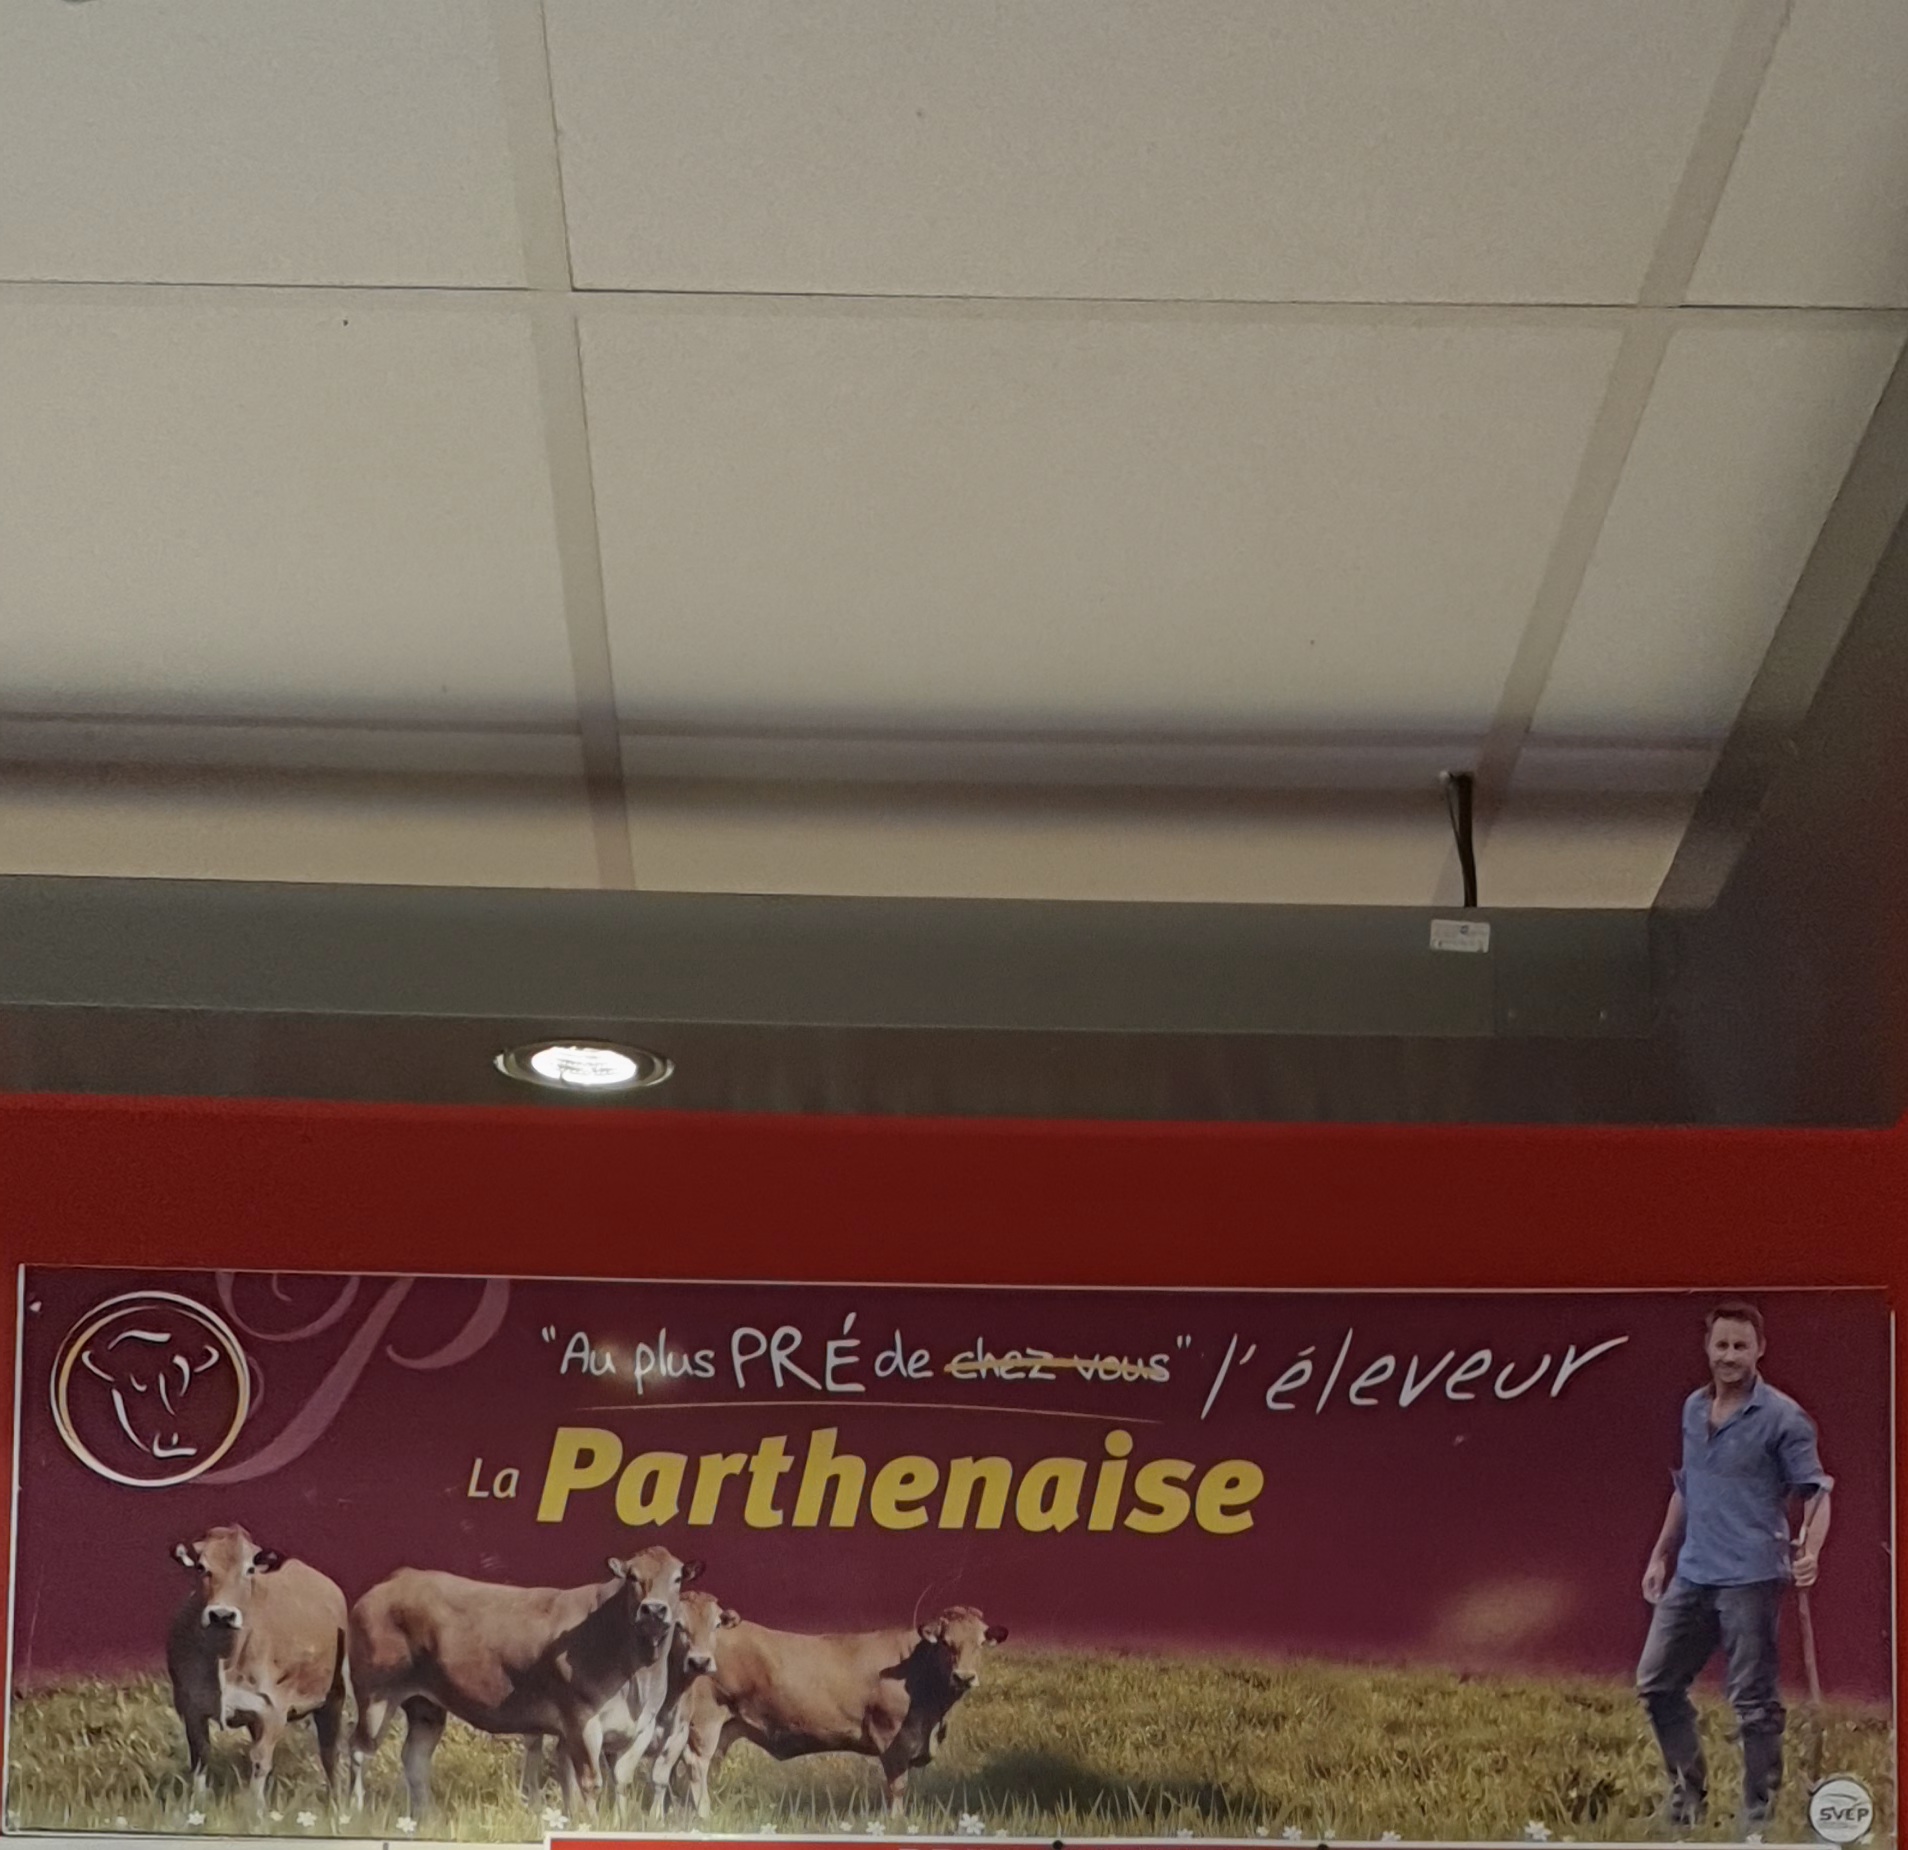 "Au plus PRÉ de chez vous" l'éleveur
La Parthenaise
SVEP